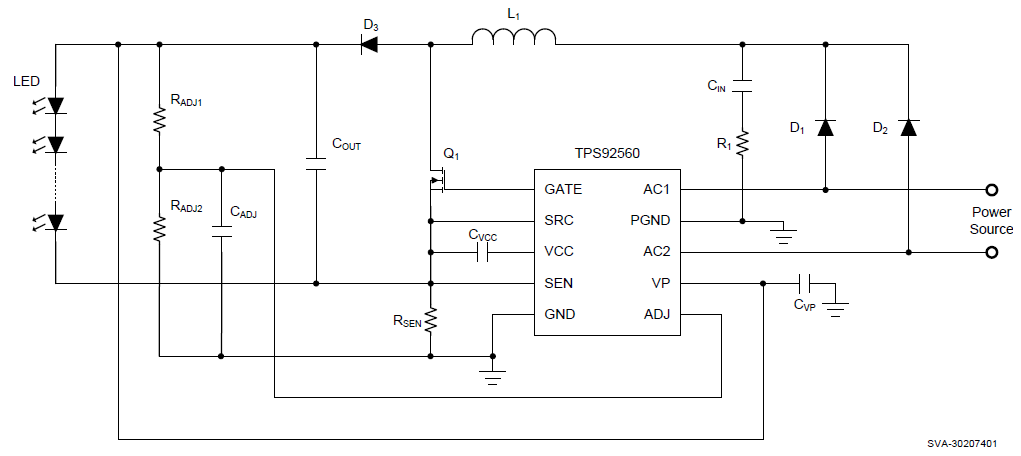 L1
D3
LED
RADJ1
CIN
COUT
R1
D1
D2
Q1
TPS92560
GATE
AC1
RADJ2
CADJ
SRC
PGND
Power
Source
CVCC
VCC
AC2
SEN
VP
CVP
RSEN
GND
ADJ
SVA-30207401